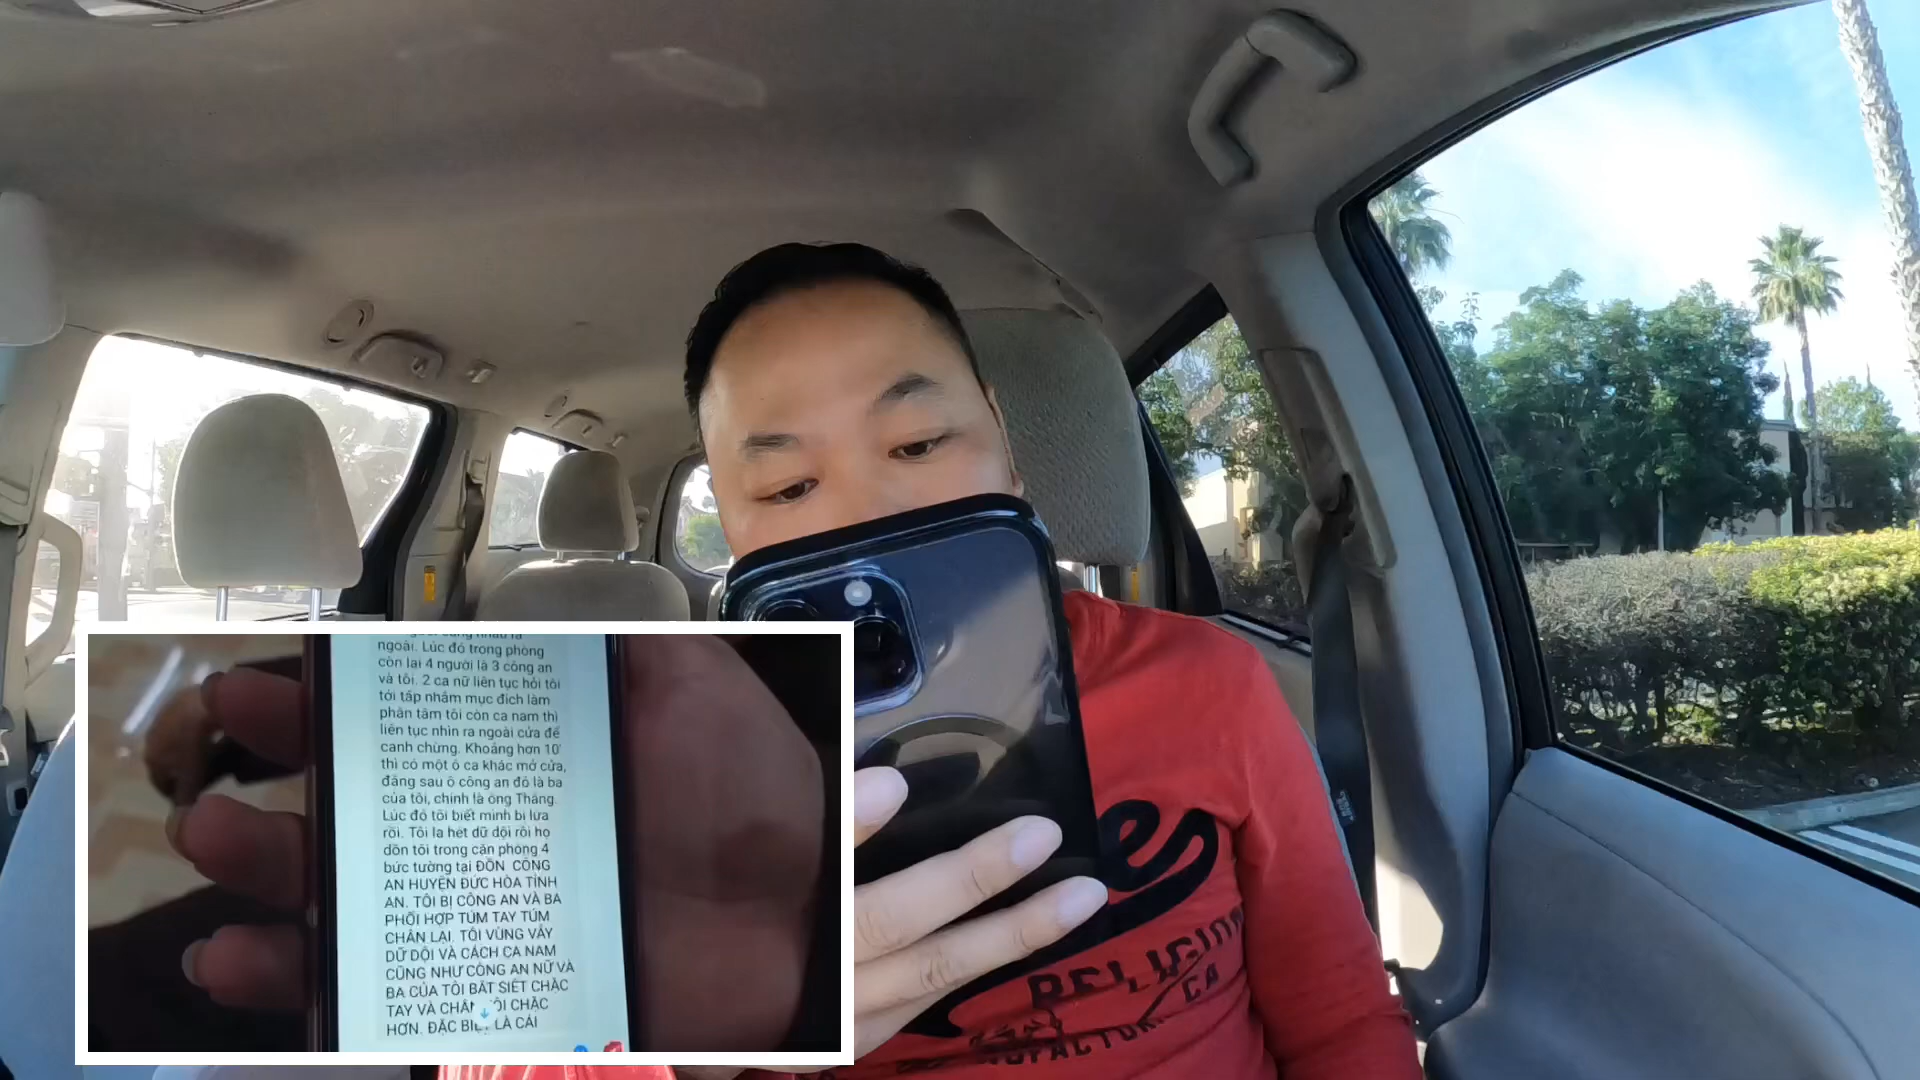 ngoài. Lúc đó trong phòng
còn lại 4 người là 3 công an
và tôi. 2 ca nữ liên tục hỏi tôi
tới tấp nhằm mục đích làm
phân tâm tôi còn ca nam thì
liên tục nhìn ra ngoài cửa để
canh chừng. Khoảng hơn 10'
thì có một ô ca khác mở cửa,
đằng sau ô công an đó là ba
của tôi, chính là ông Thắng.
Lúc đó tôi biết mình bị lừa
rồi. Tôi la hét dữ dội rồi họ
dồn tôi trong căn phòng 4
bức tường tại ĐỒN CÔNG
AN HUYỆN ĐỨC HÒA TỈNH
AN. TÔI BỊ CÔNG AN VÀ BA
PHỐI HỢP TÚM TAY TÚM
CHÂN LẠI. TÔI VÙNG VẪY
DỮ DỘI VÀ CÁCH CA NAM
CŨNG NHƯ CÔNG AN NỮ VÀ
BA CỦA TÔI BẮT SIẾT CHẶC
TAY VÀ CHÂN TÔI CHẶC
HƠN. ĐẶC BIỆT LÀ CÁI
RELIGION
CA